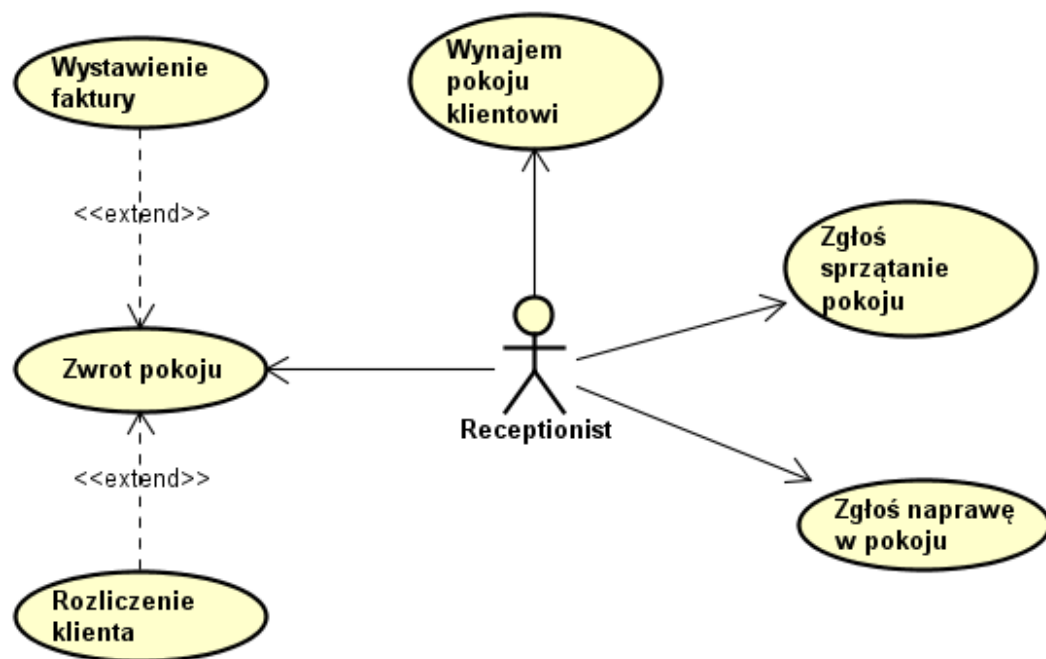 Wystawienie
faktury
Wynajem
pokoju
klientowi
<<extend>>
Zgłoś
sprzątanie
pokoju
Zwrot pokoju
Receptionist
<<extend>>
Zgłoś naprawę
w pokoju
Rozliczenie
klienta